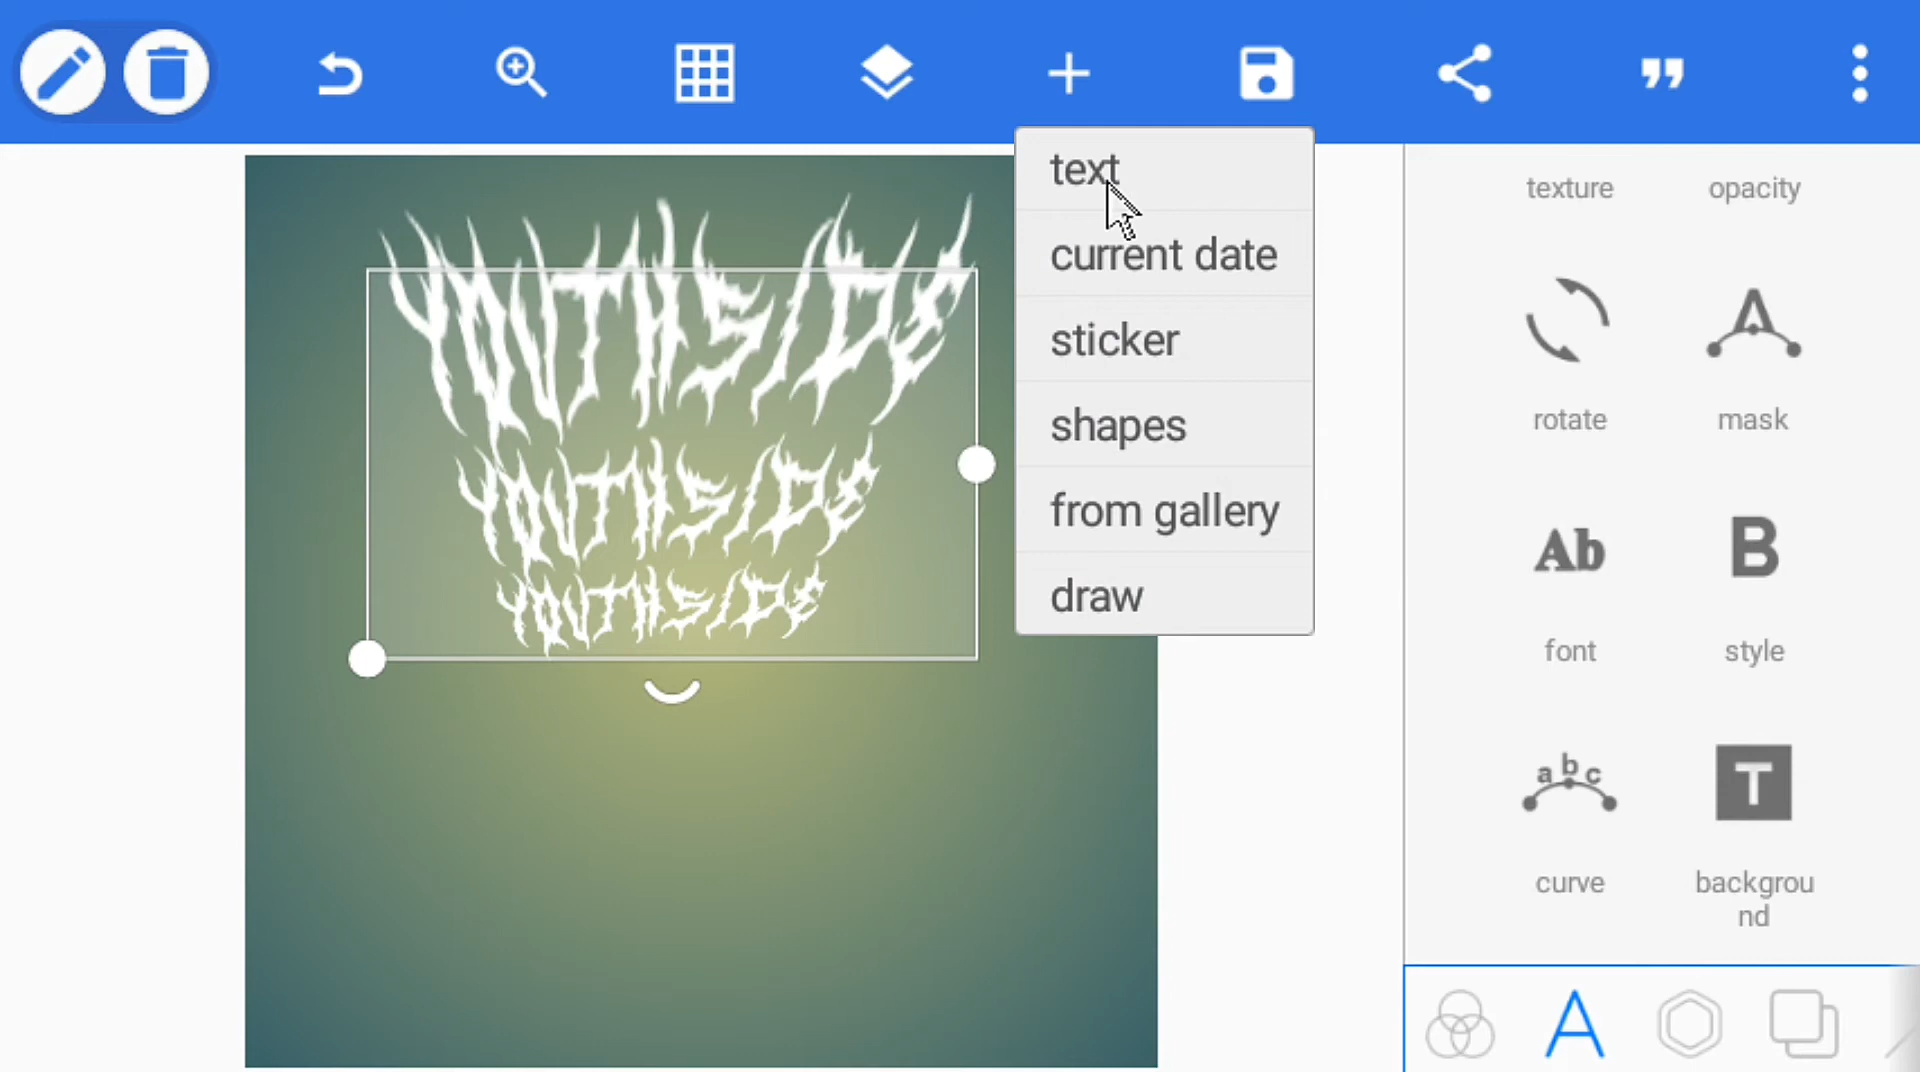 YOUTHSIDE
YOUTHSIDE
YOUTHSIDE
text
current date
sticker
shapes
from gallery
draw
texture
opacity
rotate
mask
Ab
B
font
style
abc
T
curve
backgrou
nd
A